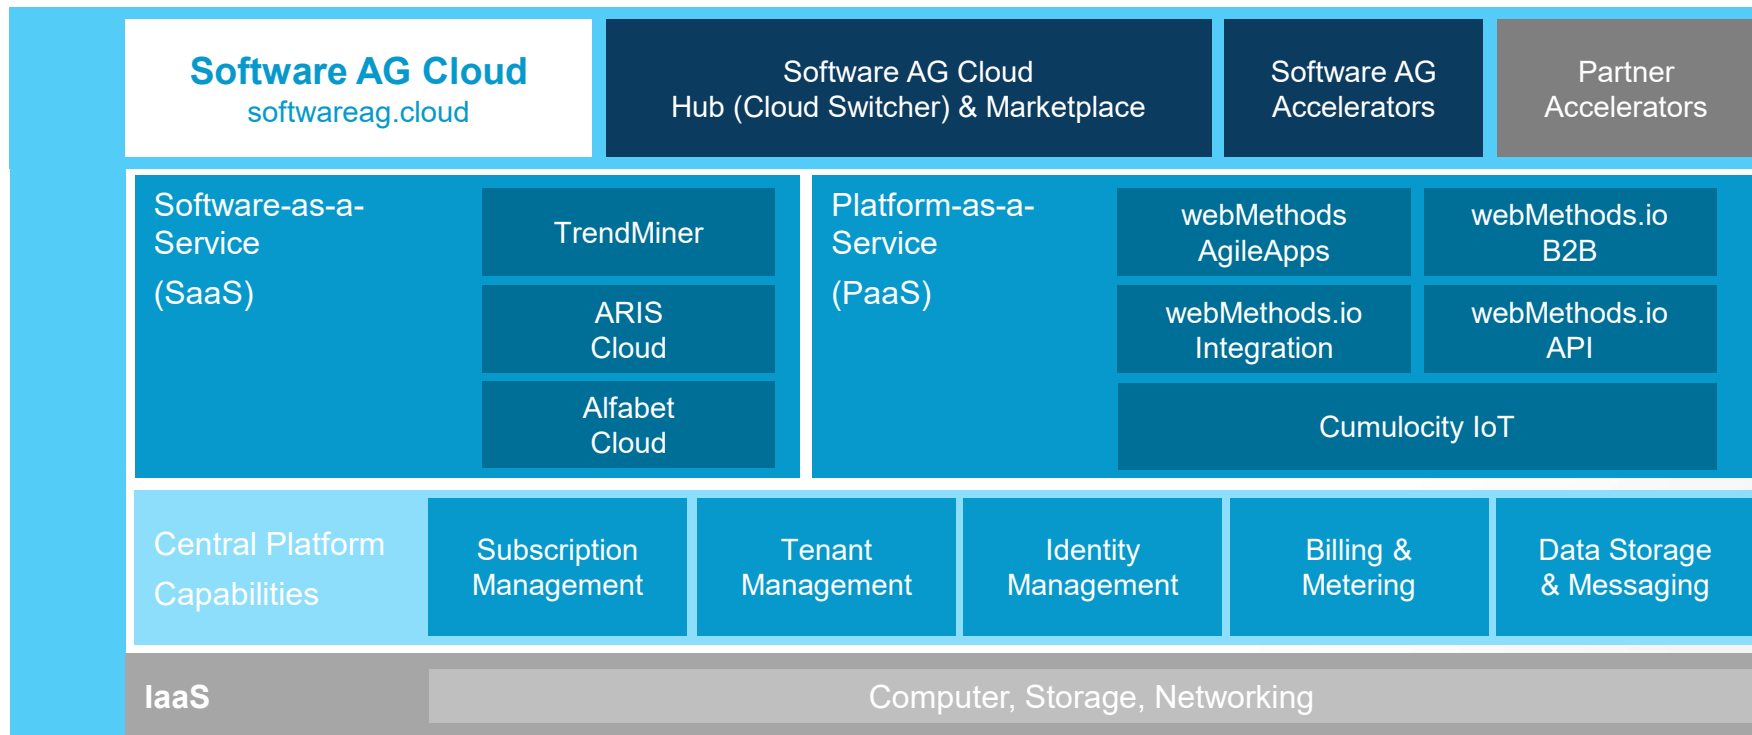 Software AG Cloud
softwareag.cloud
Software AG Cloud
Hub (Cloud Switcher) & Marketplace
Software AG
Accelerators
Partner
Accelerators
Software-as-a-
Service
(SaaS)
TrendMiner
ARIS
Cloud
Alfabet
Cloud
Platform-as-a-
Service
(PaaS)
webMethods
AgileApps
webMethods.io
B2B
webMethods.io
Integration
webMethods.io
API
Cumulocity IoT
Central Platform
Capabilities
Subscription
Management
Tenant
Management
Identity
Management
Billing &
Metering
Data Storage
& Messaging
IaaS
Computer, Storage, Networking